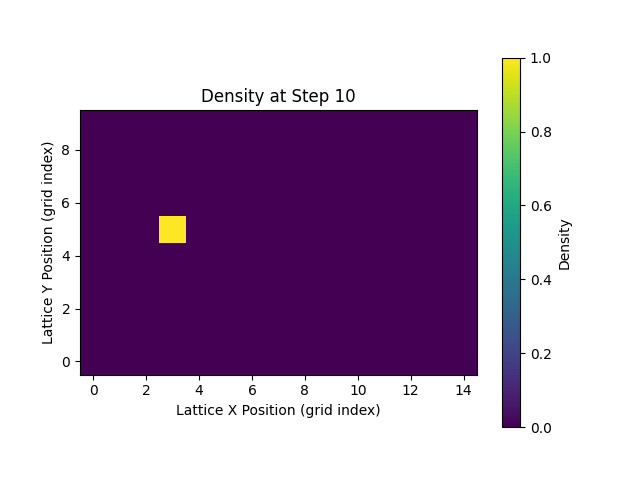 Density at Step 10
Lattice Y Position (grid index)
8
6
4
2
0
0 2 4 6 8 10 12 14
Lattice X Position (grid index)
1.0
0.8
0.6
0.4
0.2
0.0
Density